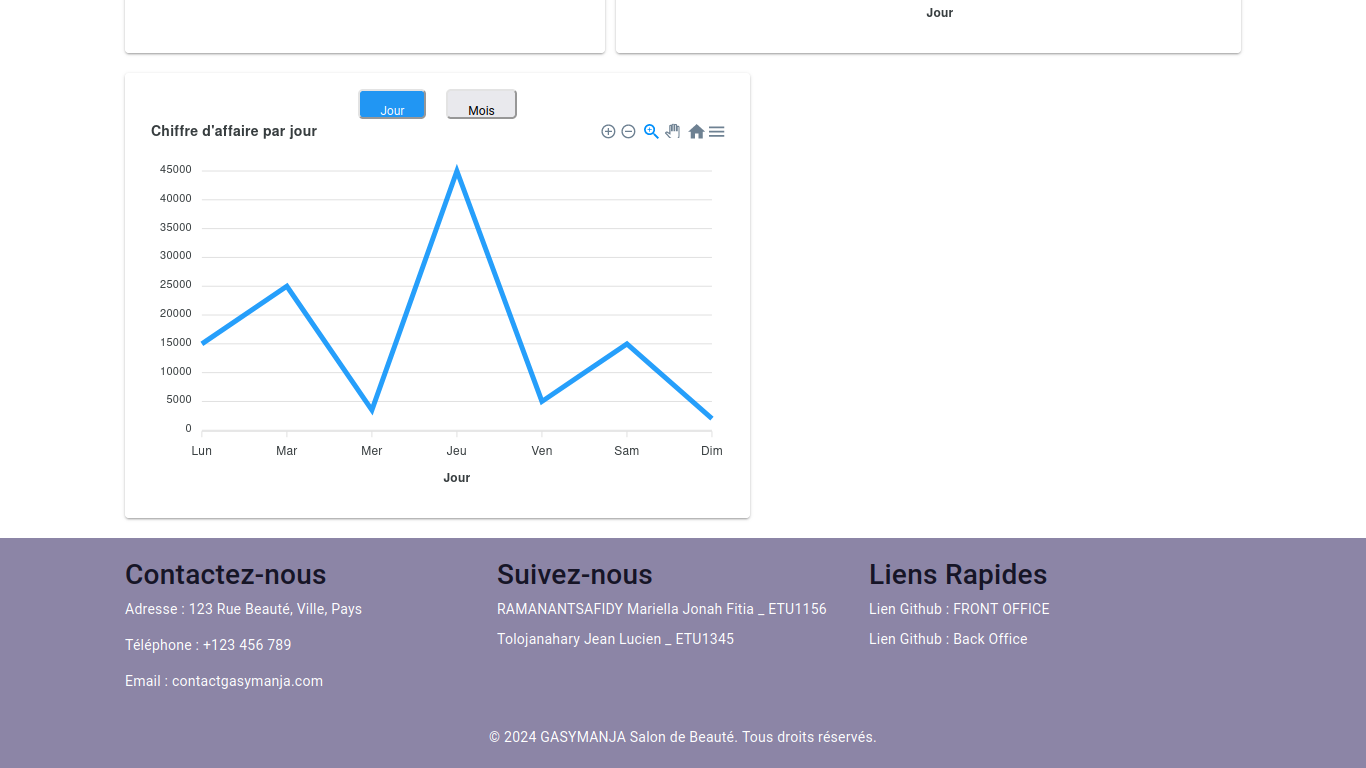 Jour
Jour Mois
Chiffre d'affaire par jour
45000
40000
35000
30000
25000
20000
15000
10000
5000
0
Lun Mar Mer Jeu Ven Sam Dim
Jour
Contactez-nous
Adresse : 123 Rue Beauté, Ville, Pays
Téléphone : +123 456 789
Email : contactgasymanja.com
Suivez-nous
RAMANANTSAFIDY Mariella Jonah Fitia _ ETU1156
Tolojanahary Jean Lucien _ ETU1345
Liens Rapides
Lien Github : FRONT OFFICE
Lien Github : Back Office
© 2024 GASYMANJA Salon de Beauté. Tous droits réservés.